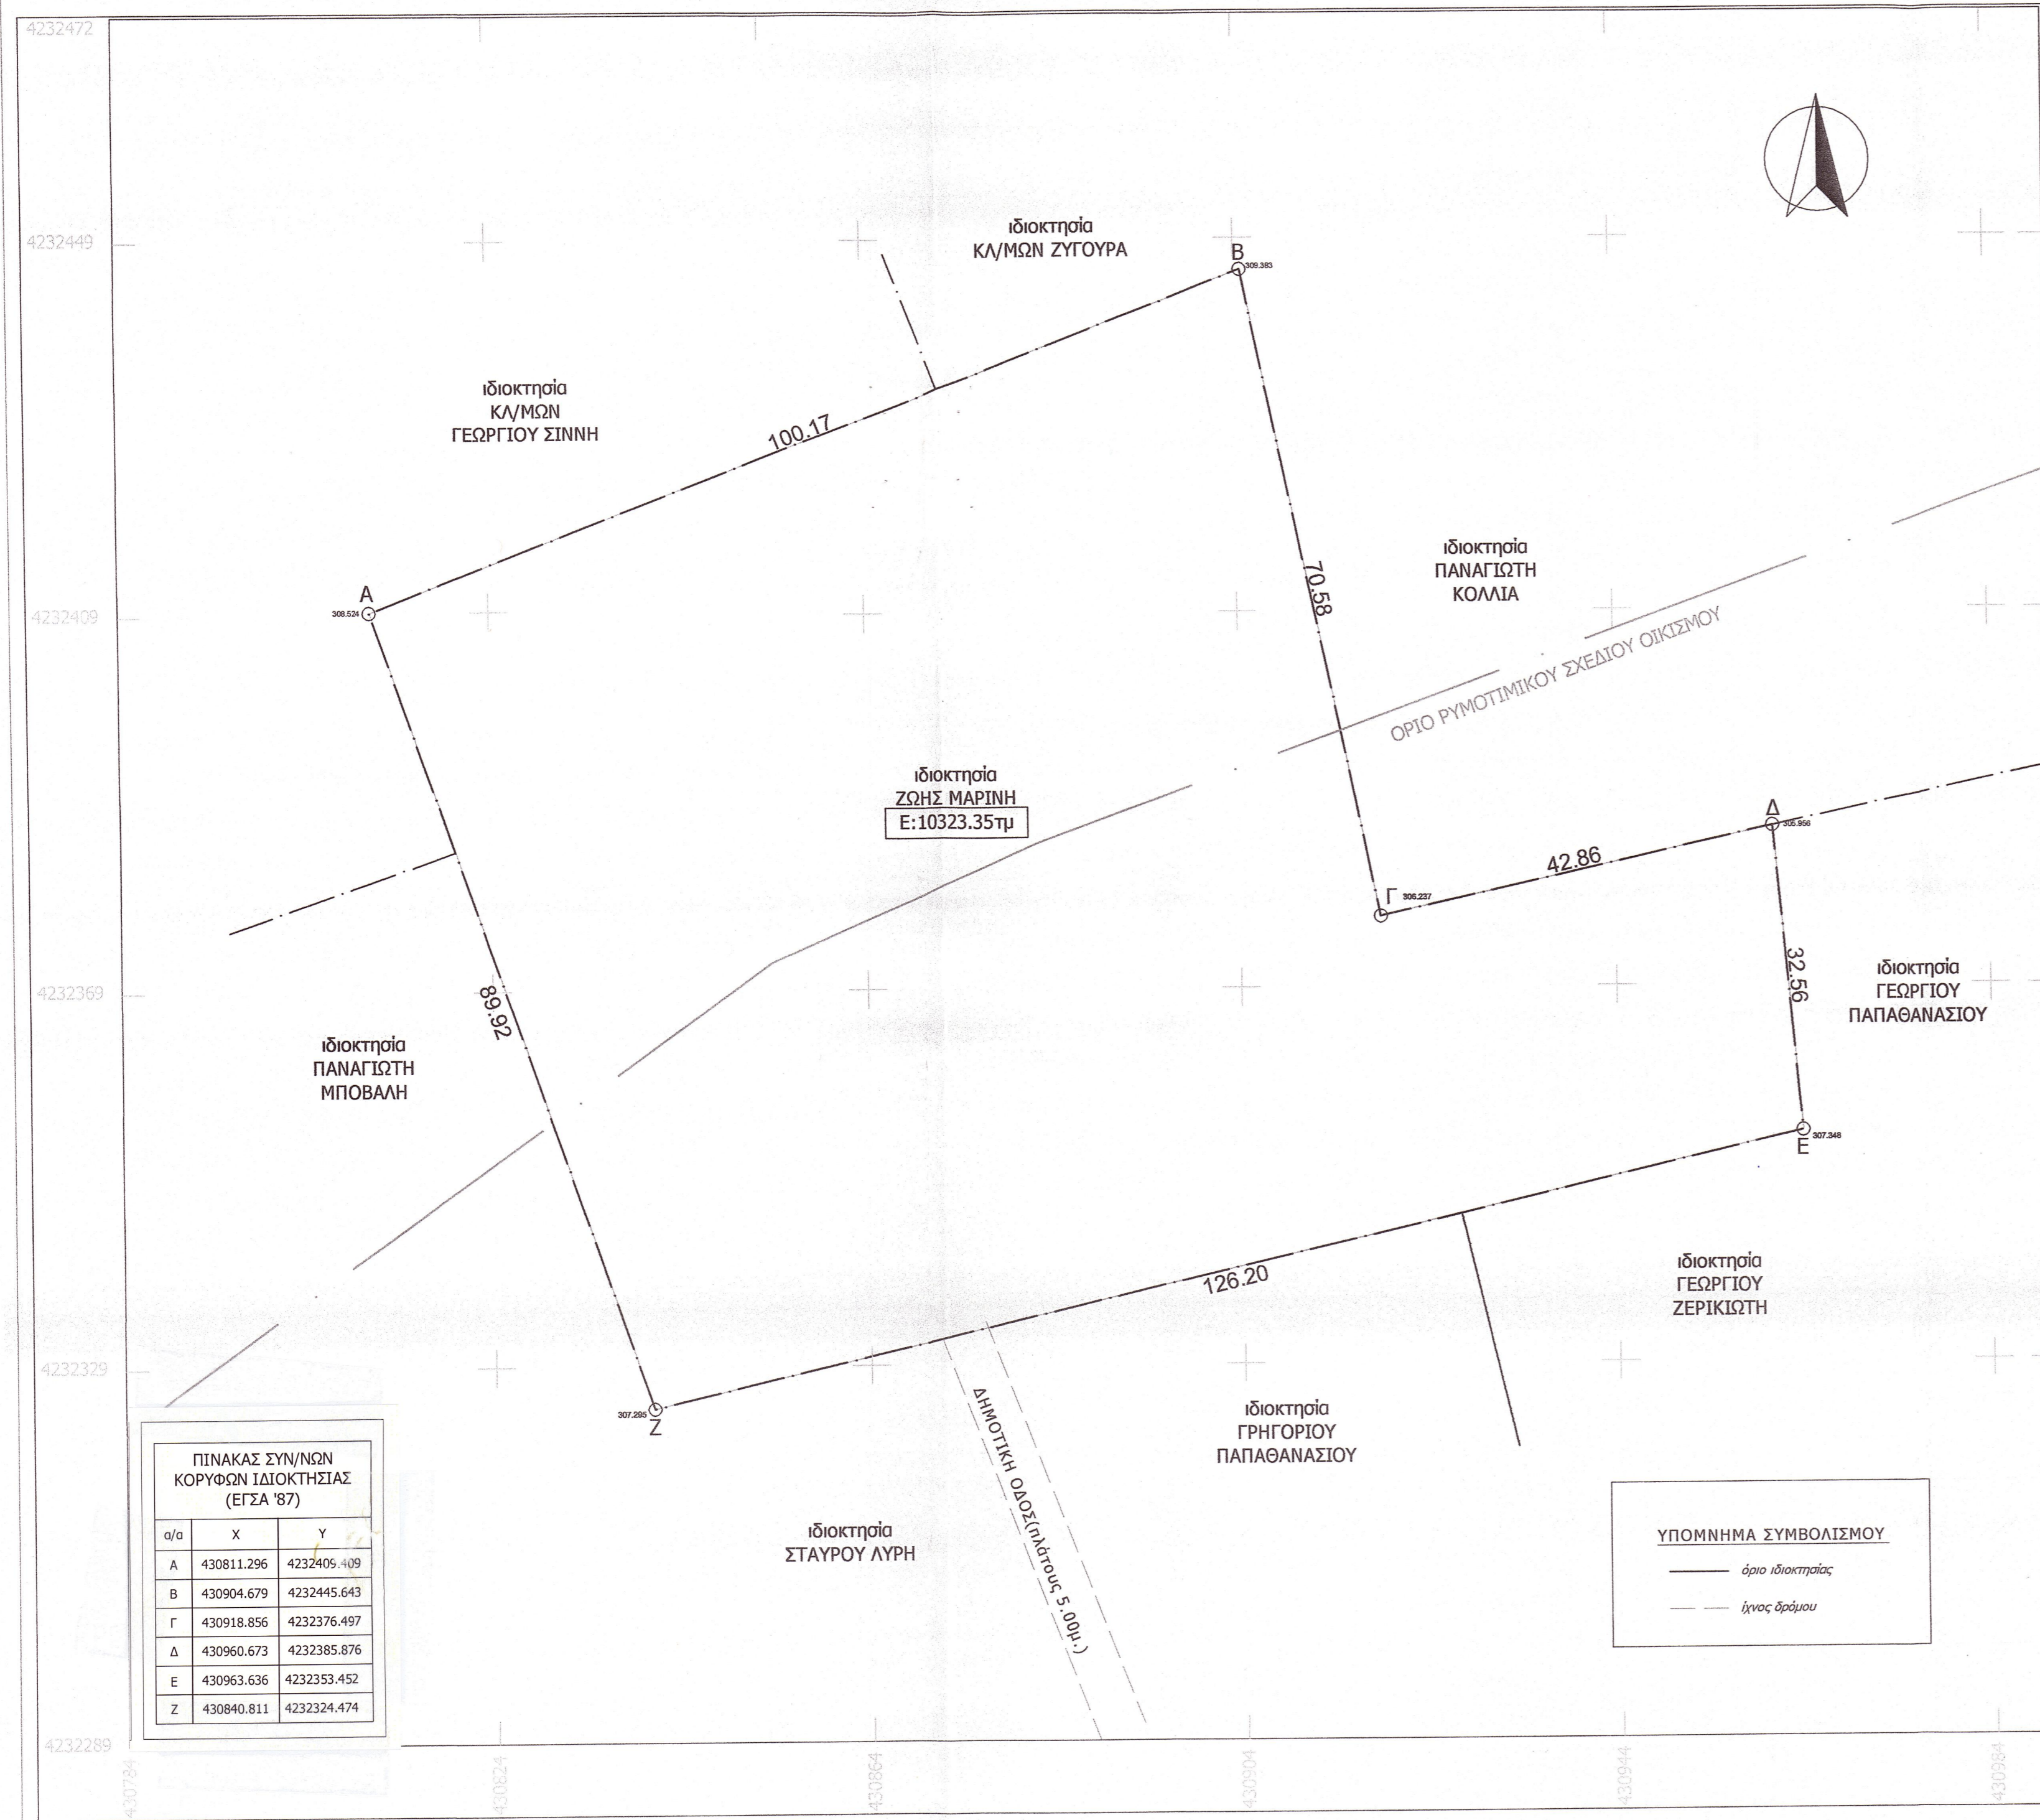 4232472
4232449
ιδιοκτησία
ΚΛ/ΜΩΝ ΖΥΓΟΥΡΑ
Β
309.383
ιδιοκτησία
ΚΛ/ΜΩΝ
ΓΕΩΡΓΙΟΥ ΣΙΝΝΗ
100.17
ιδιοκτησία
ΠΑΝΑΓΙΩΤΗ
ΚΟΛΛΙΑ
70.58
Α
308.524
4232409
ΟΡΙΟ ΡΥΜΟΤΙΜΙΚΟΥ ΣΧΕΔΙΟΥ ΟΙΚΙΣΜΟΥ
ιδιοκτησία
ΖΩΗΣ ΜΑΡΙΝΗ
Ε:10323.35τμ
Δ
305.956
42.86
Γ
306.237
32.56
ιδιοκτησία
ΓΕΩΡΓΙΟΥ
ΠΑΠΑΘΑΝΑΣΙΟΥ
4232369
89.92
ιδιοκτησία
ΠΑΝΑΓΙΩΤΗ
ΜΠΟΒΑΛΗ
307.348
Ε
126.20
ιδιοκτησία
ΓΕΩΡΓΙΟΥ
ΖΕΡΙΚΙΩΤΗ
4232329
307.295
Ζ
ΔΗΜΟΤΙΚΗ ΟΔΟΣ(πλάτους 5.00μ.)
ιδιοκτησία
ΓΡΗΓΟΡΙΟΥ
ΠΑΠΑΘΑΝΑΣΙΟΥ
ιδιοκτησία
ΣΤΑΥΡΟΥ ΛΥΡΗ
ΠΙΝΑΚΑΣ ΣΥΝ/ΝΩΝ
ΚΟΡΥΦΩΝ ΙΔΙΟΚΤΗΣΙΑΣ
(ΕΓΣΑ '87)
α/α X Y
Α 430811.296 4232409.409
Β 430904.679 4232445.643
Γ 430918.856 4232376.497
Δ 430960.673 4232385.876
Ε 430963.636 4232353.452
Ζ 430840.811 4232324.474
ΥΠΟΜΝΗΜΑ ΣΥΜΒΟΛΙΣΜΟΥ
όριο ιδιοκτησίας
ίχνος δρόμου
4232289
430784
430824
430864
430904
430944
430984